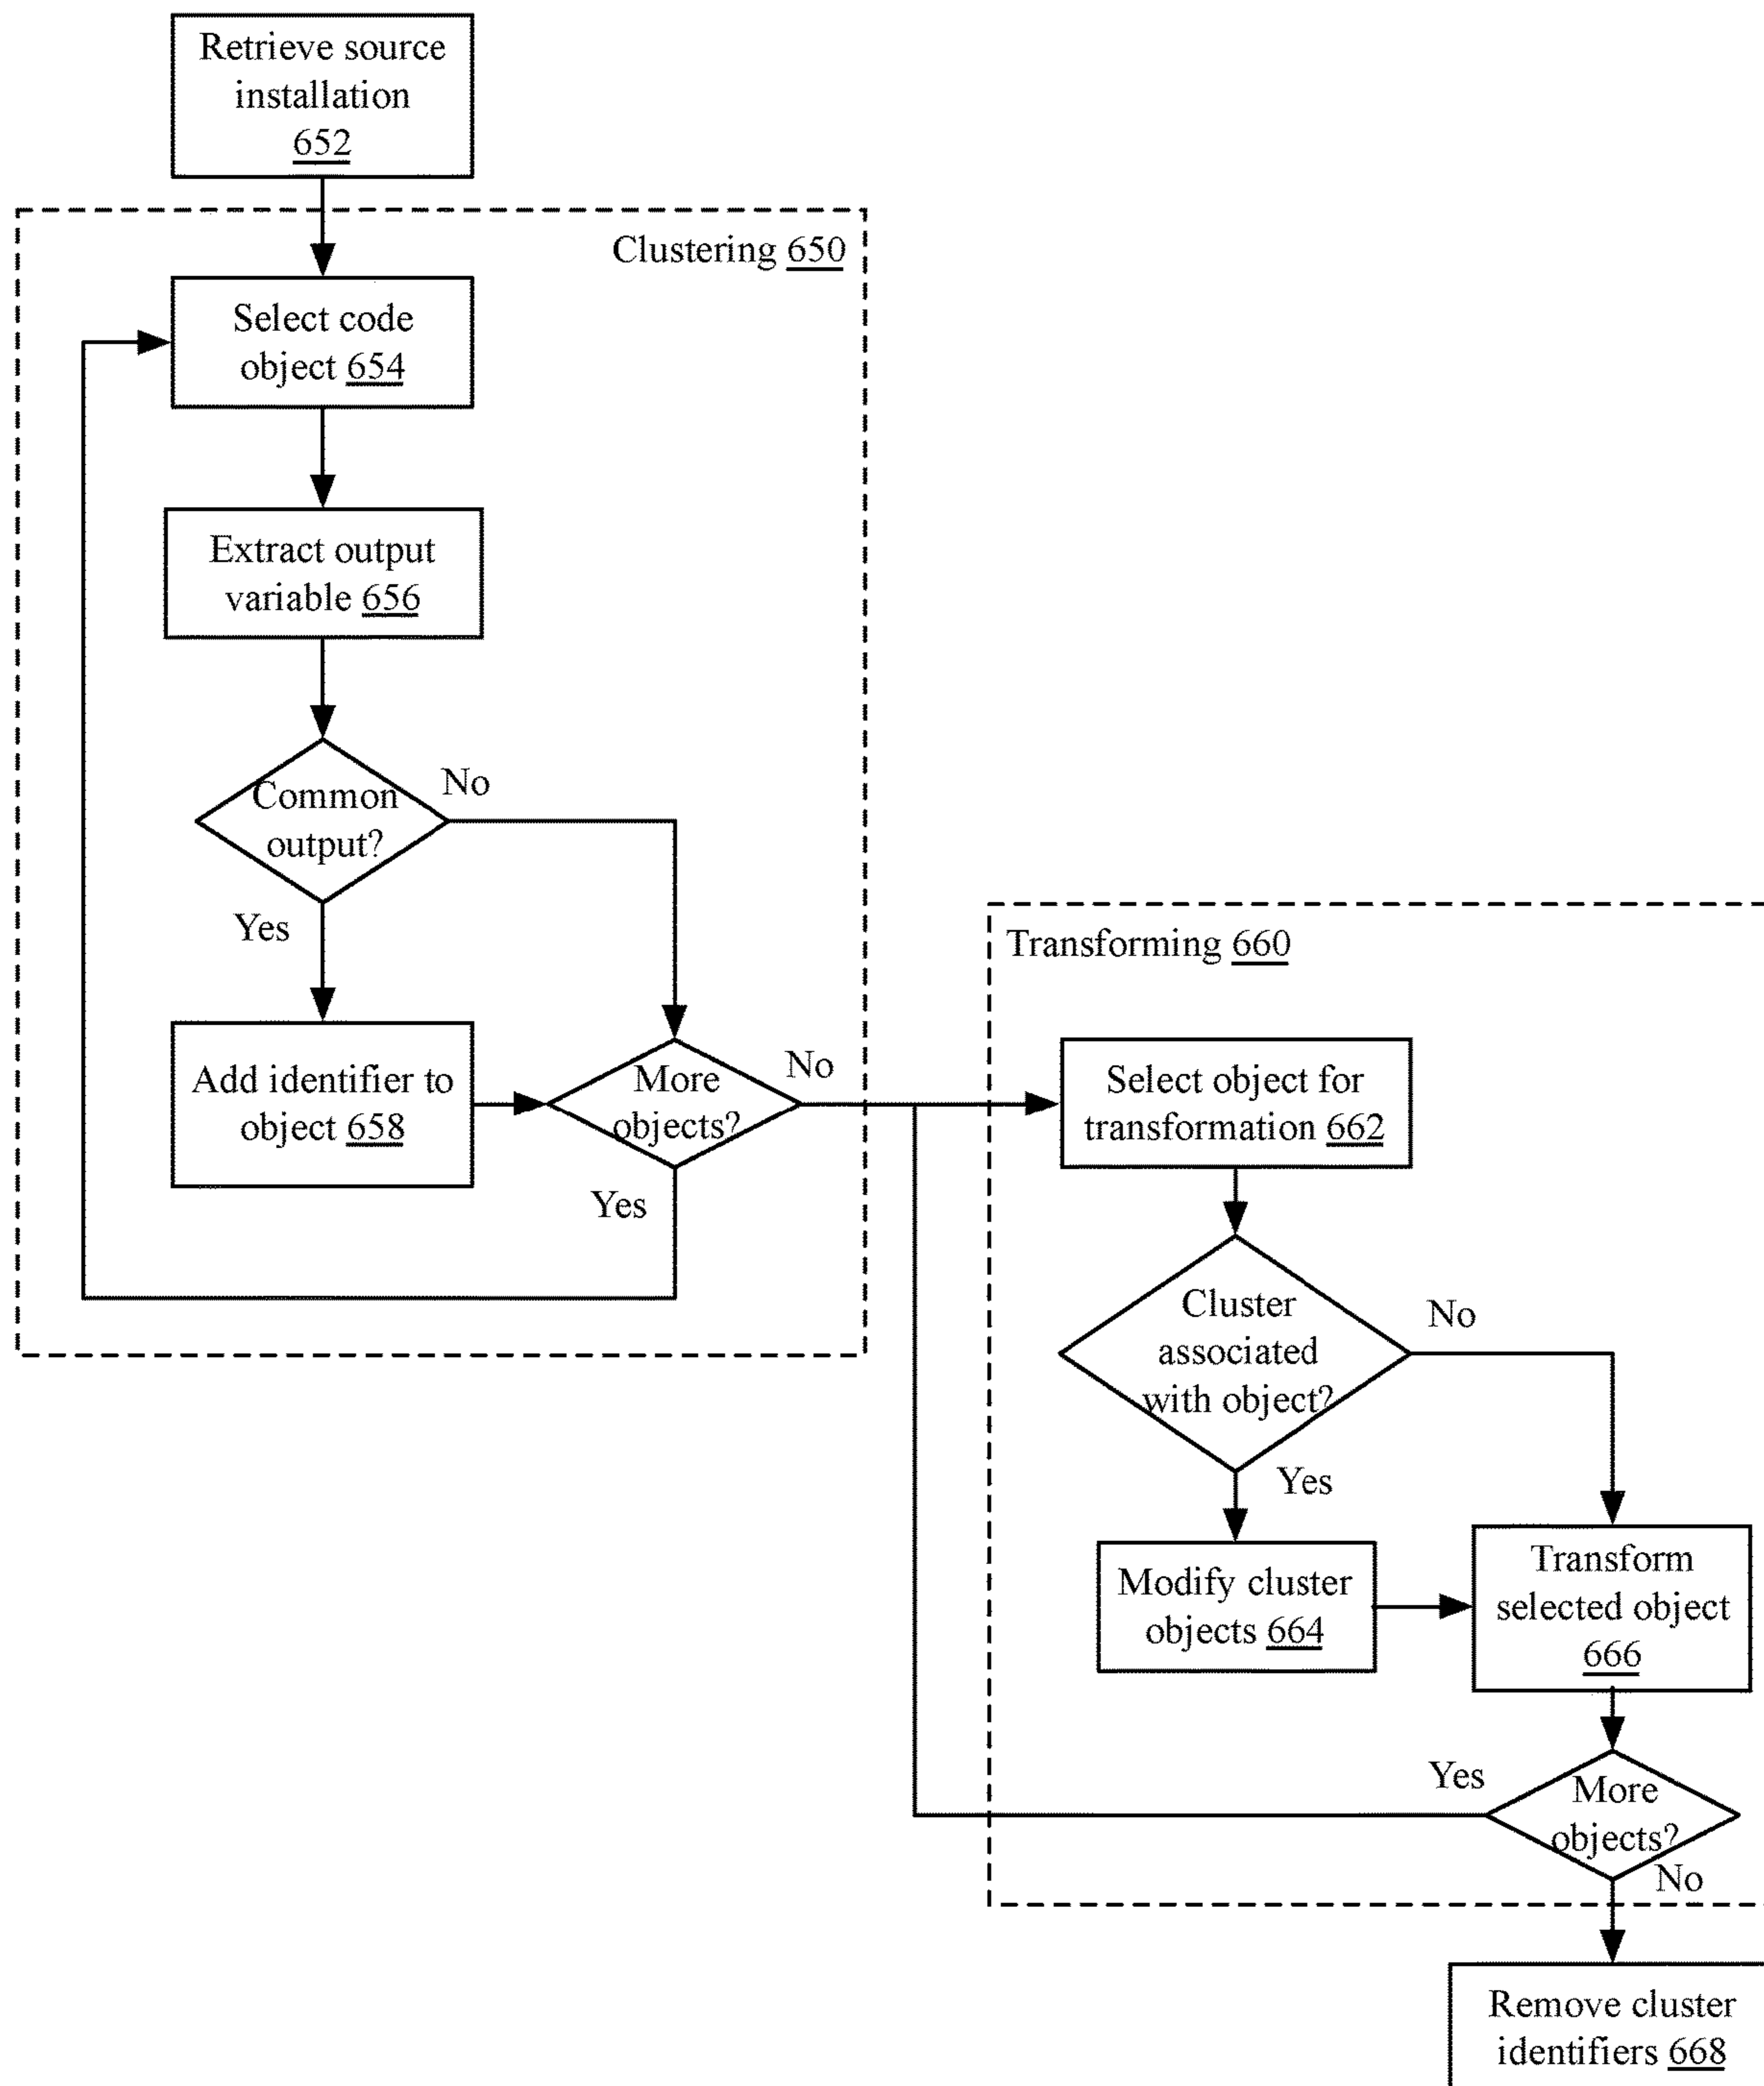 Retrieve source
installation
652
Clustering 650
Select code
object 654
Extract output
variable 656
Common
output?
No
Yes
Add identifier to
object 658
More
objects?
No
Yes
Transforming 660
Select object for
transformation 662
Cluster
associated
with object?
No
Yes
Modify cluster
objects 664
Transform
selected object
666
Yes
More
objects?
No
Remove cluster
identifiers 668